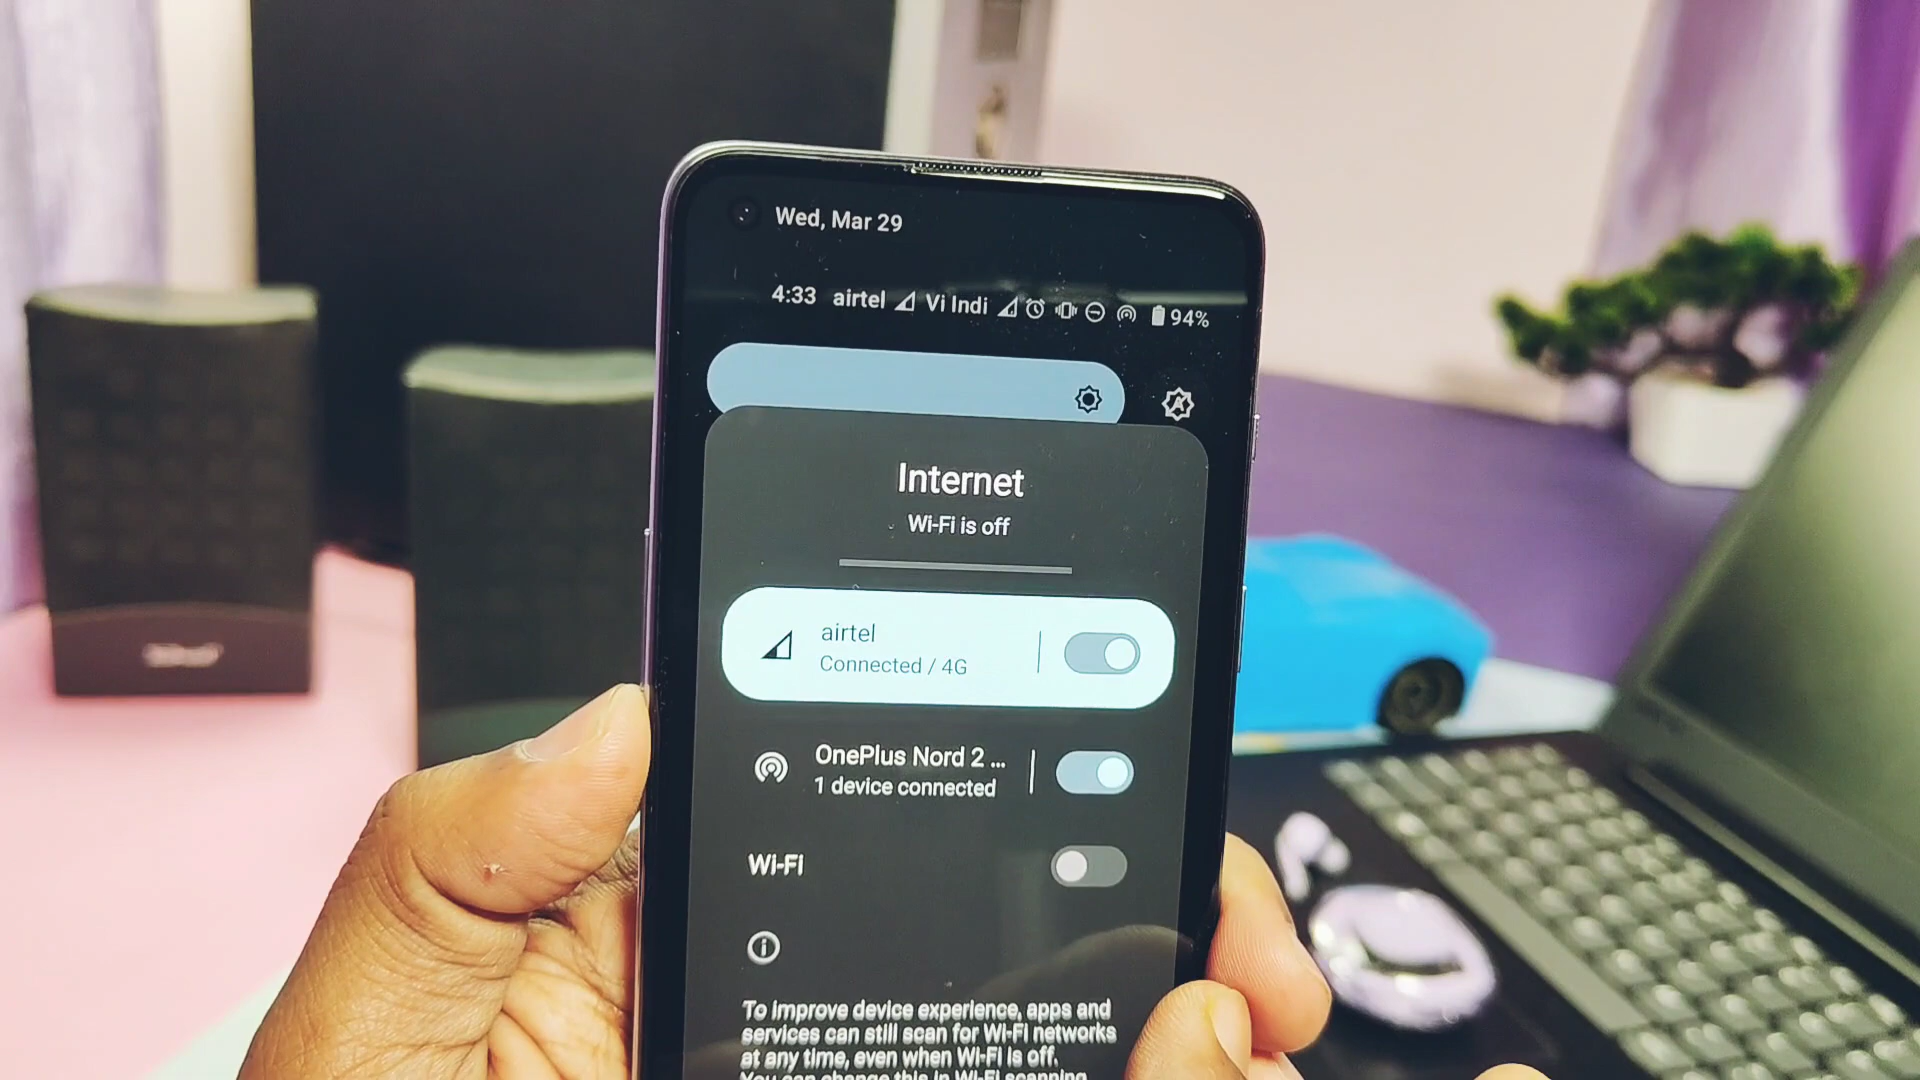 Wed, Mar 29
4:33 airtel Vi Indi 94%
Internet
Wi-Fi is off
airtel
Connected / 4G
OnePlus Nord 2 ...
1 device connected
Wi-Fi
To improve device experience, apps and
services can still scan for Wi-Fi networks
at any time, even when Wi-Fi is off.
You can change this in Wi-Fi scanning